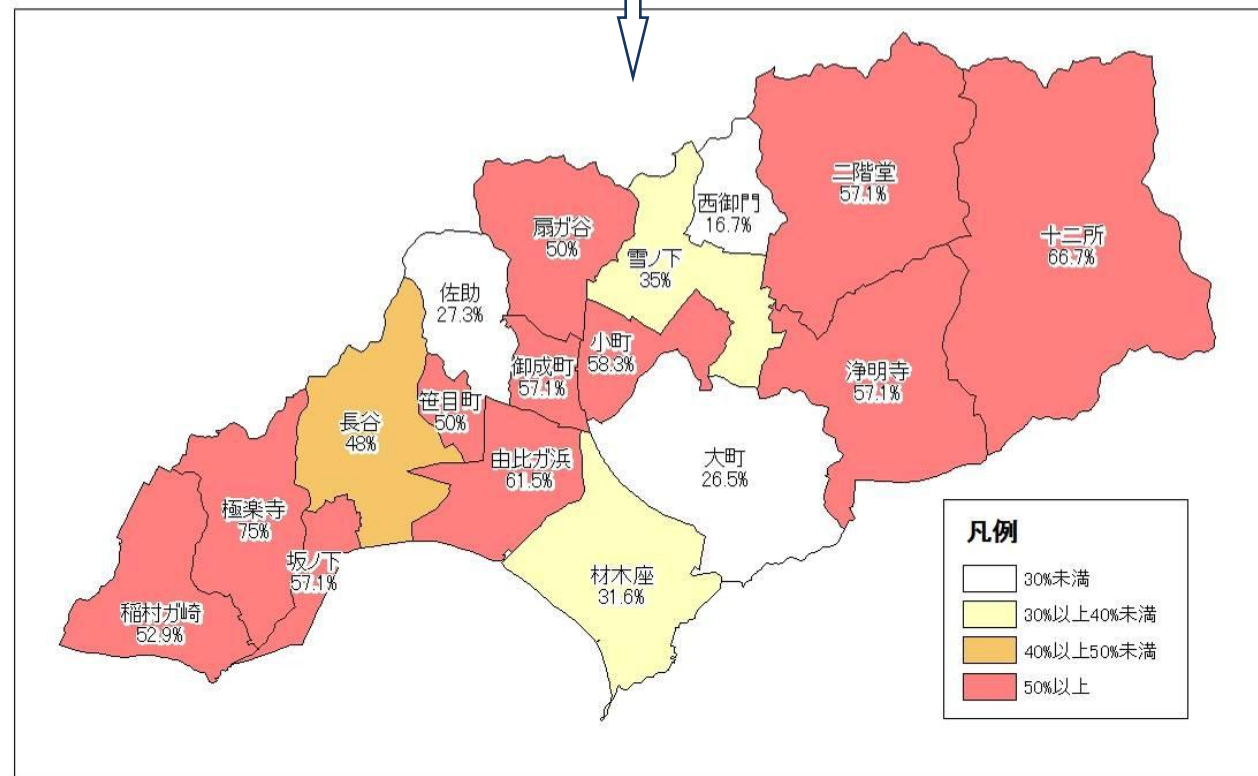 二階堂
57.1%
西御門
16.7%
十二所
66.7%
扇ガ谷
50%
雪ノ下
35%
佐助
27.3%
小町
58.3%
御成町
57.1%
浄明寺
57.1%
笹目町
50%
長谷
48%
由比ガ浜
61.5%
大町
26.5%
極楽寺
75%
坂ノ下
57.1%
材木座
31.6%
稲村ガ崎
52.9%
凡例
30%未満
30%以上40%未満
40%以上50%未満
50%以上